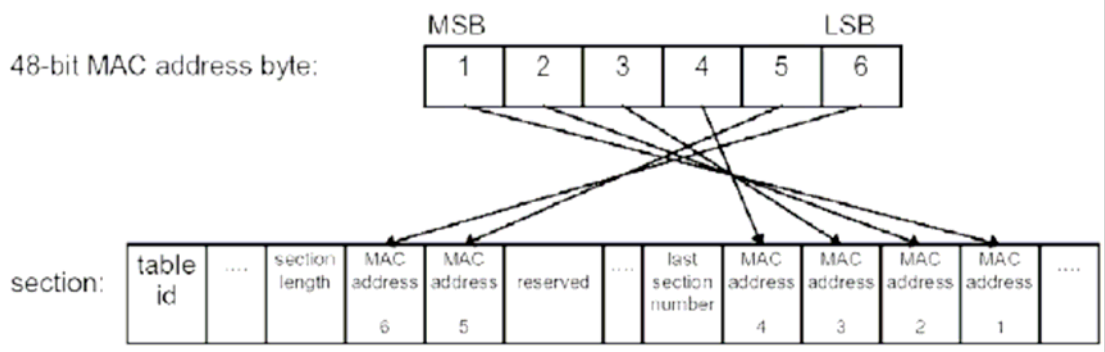 MSB LSB
48-bit MAC address byte: 1 2 3 4 5 6
section: table id .... section length MAC address 6 MAC address 5 reserved .... last section number MAC address 4 MAC address 3 MAC address 2 MAC address 1 ....